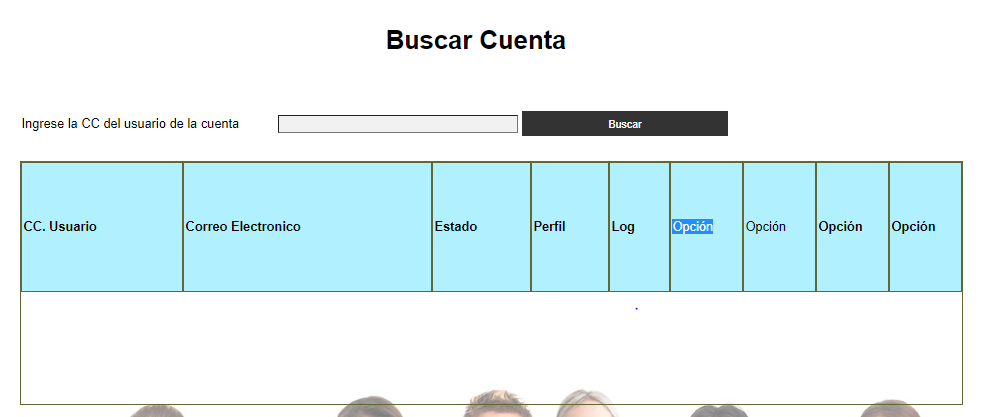 Buscar Cuenta
Ingrese la CC del usuario de la cuenta Buscar
CC. Usuario Correo Electronico Estado Perfil Log Opción Opción Opción Opción